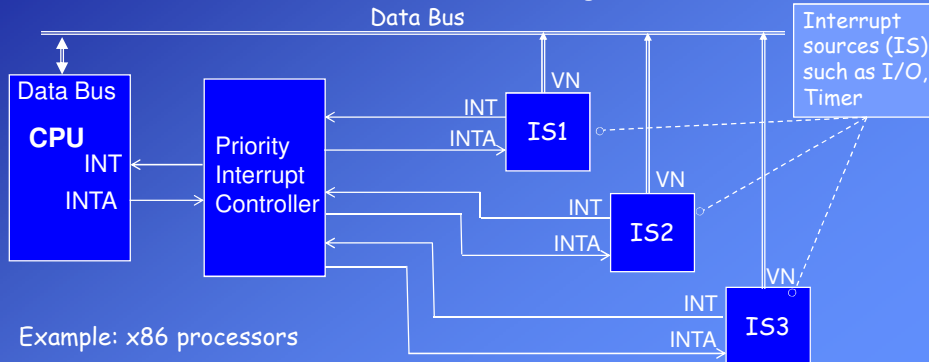 Data Bus
Interrupt
sources (IS)
such as I/O,
Timer
Data Bus
CPU
INT
INTA
Priority
Interrupt
Controller
VN
INT
INTA
IS1
VN
INT
INTA
IS2
VN
INT
INTA
IS3
Example: x86 processors